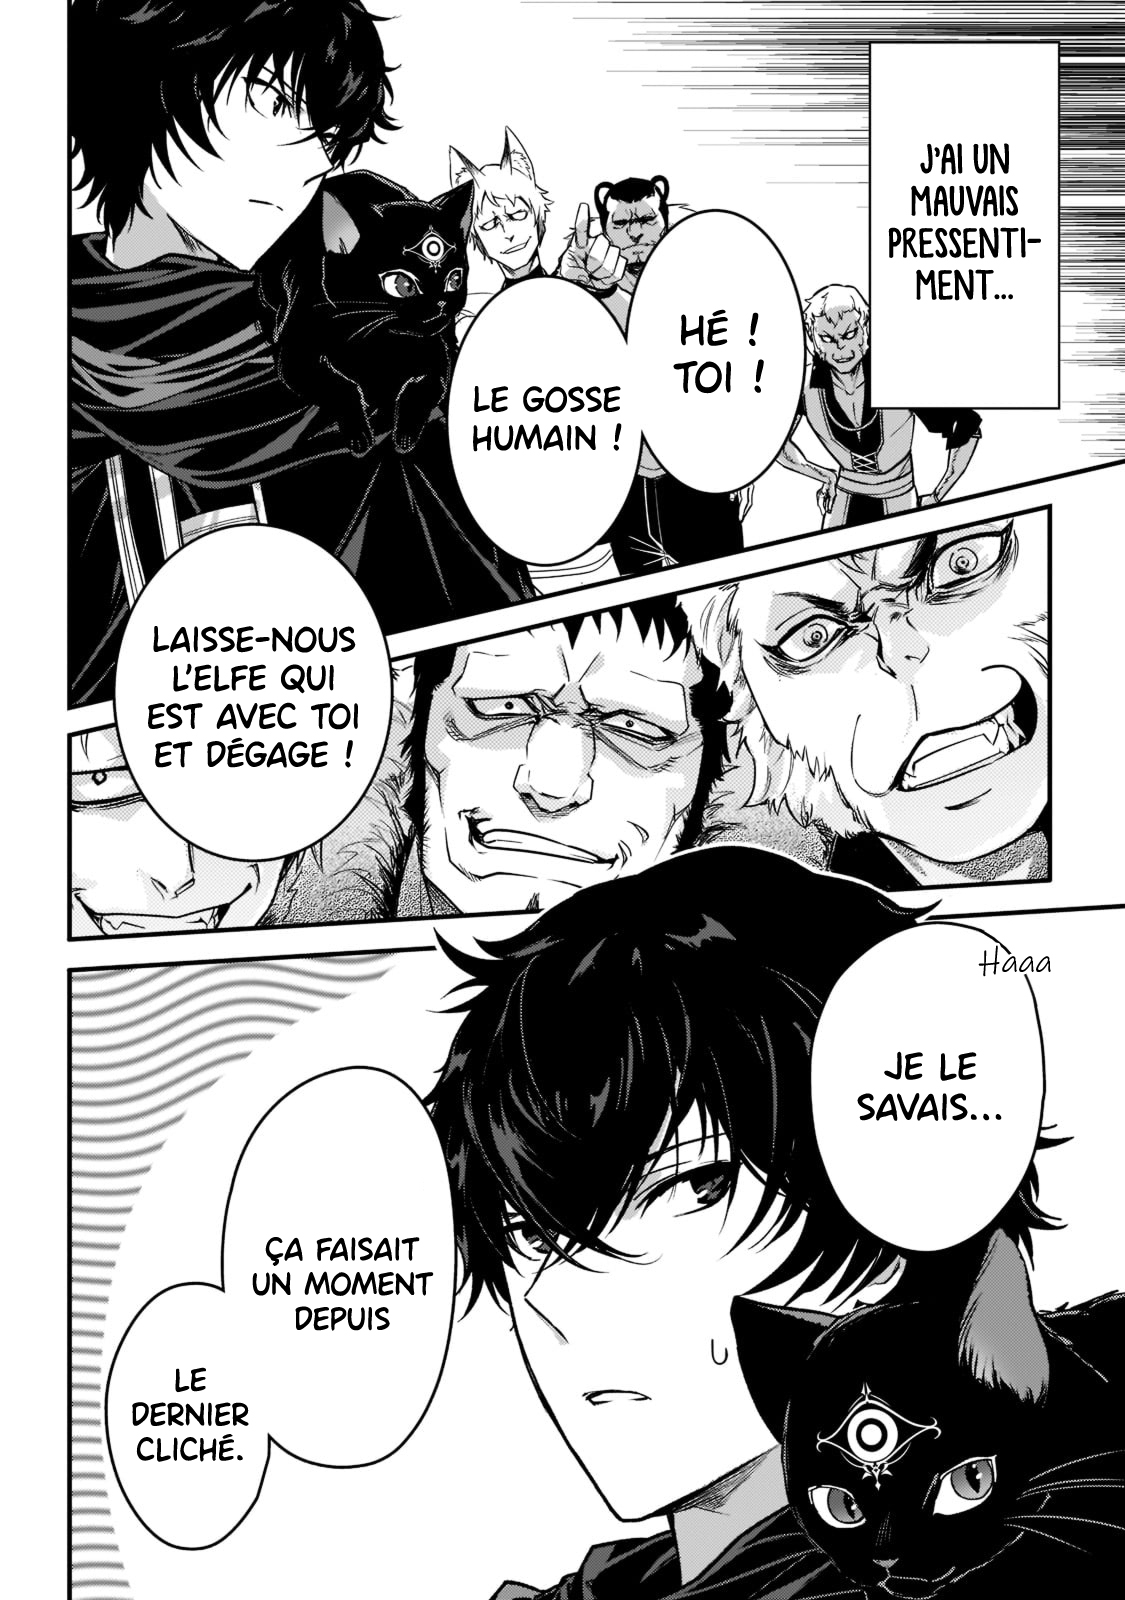 J'AI UN
MAUVAIS
PRESSENTI-
MENT...
HÉ !
TOI !
LE GOSSE
HUMAIN !
LAISSE-NOUS
L'ELFE QUI
EST AVEC TOI
ET DÉGAGE !
Hàaa
JE LE
SAVAIS...
ÇA FAISAIT
UN MOMENT
DEPUIS
LE
DERNIER
CLICHÉ.